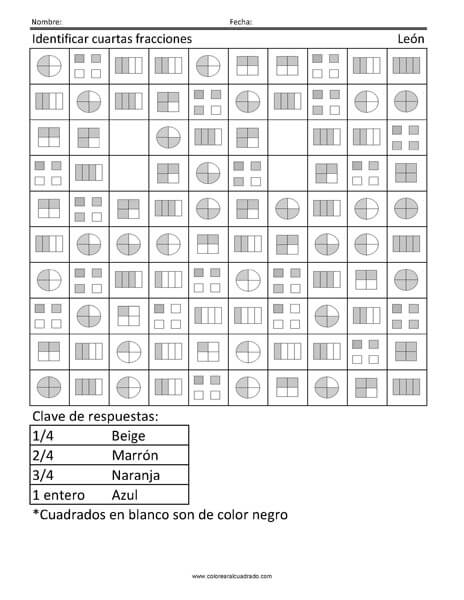 Nombre: Fecha:
Identificar cuartas fracciones León
Clave de respuestas:
1/4 Beige
2/4 Marrón
3/4 Naranja
1 entero Azul
*Cuadrados en blanco son de color negro
www.colorearalcuadrado.com